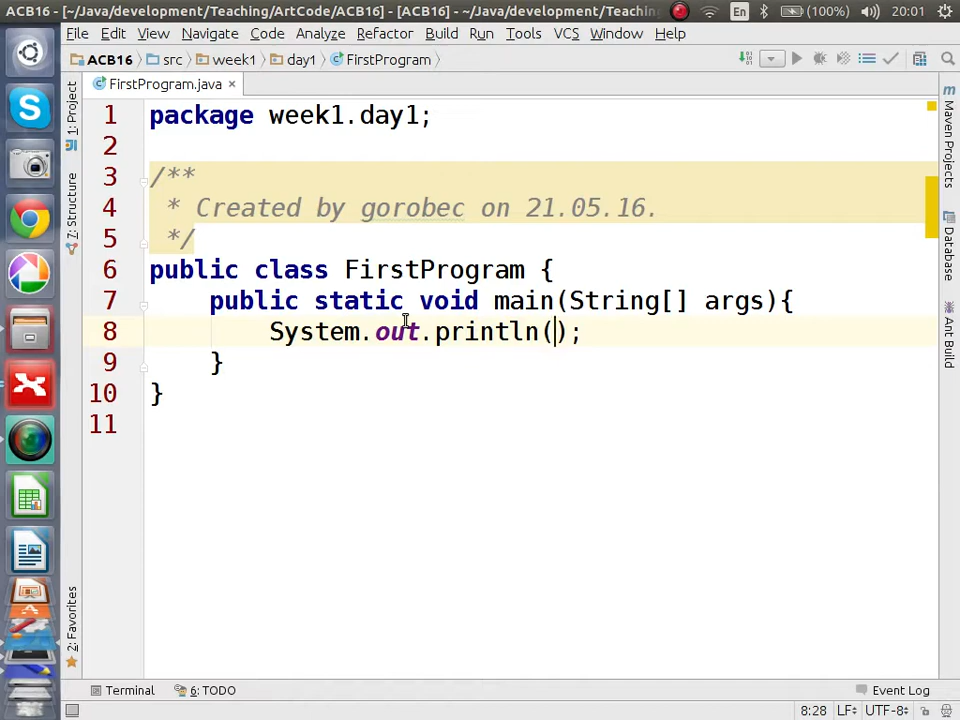 ACB16 - [~/Java/development/Teaching/ArtCode/ACB16] - [ACB16] - ~/Java/development/Teachin
En
(100%)
20:01
File Edit View Navigate Code Analyze Refactor Build Run Tools VCS Window Help
ACB16 src week1 day1 FirstProgram
FirstProgram.java ×
1: Project
7: Structure
2: Favorites
1 package week1.day1;
2
3 /**
4 * Created by gorobec on 21.05.16.
5 */
6 public class FirstProgram {
7 public static void main(String[] args){
8 System.out.println();
9 }
10 }
11
Maven Projects
Database
Ant Build
Terminal 6: TODO Event Log
8:28 LF UTF-8